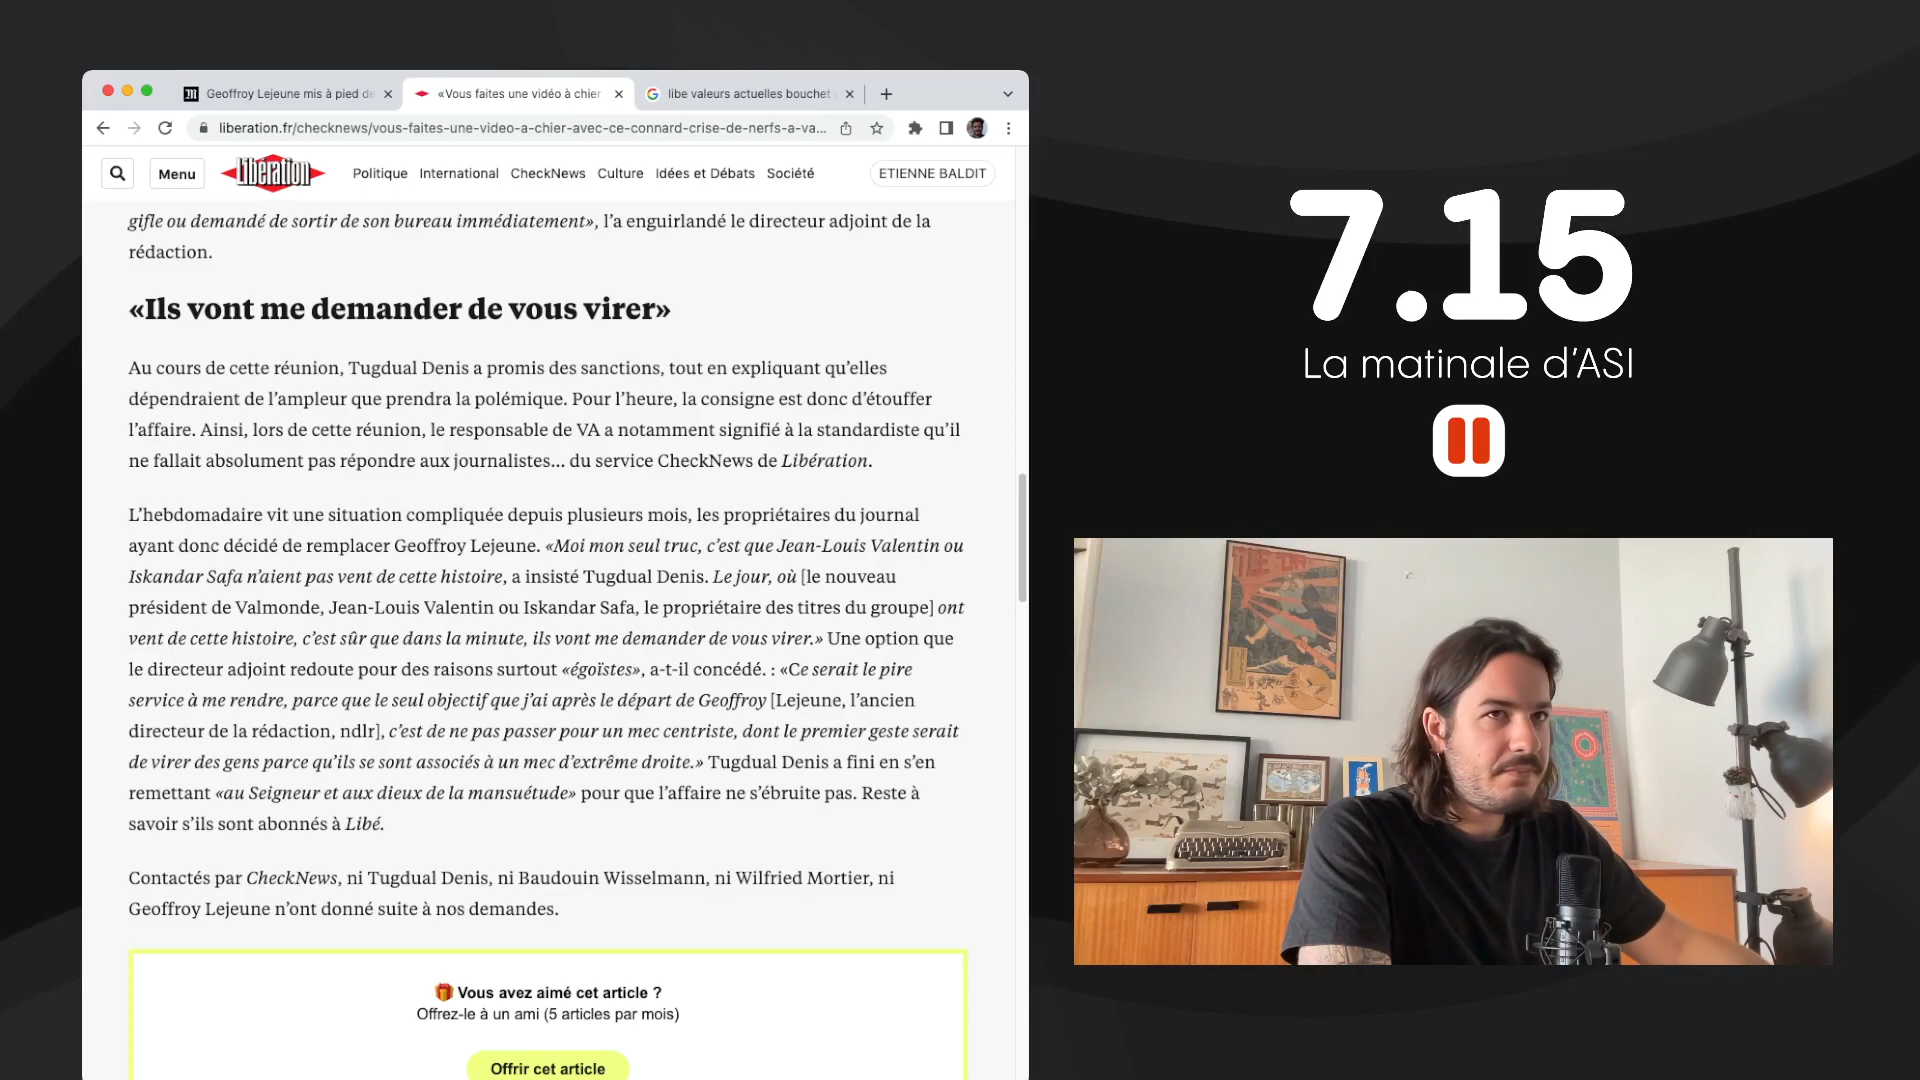 Geoffroy Lejeune mis à pied de
«Vous faites une vidéo à chier
libe valeurs actuelles bouchet
liberation.fr/checknews/vous-faites-une-video-a-chier-avec-ce-connard-crise-de-nerfs-a-va...
Menu
Libération
Politique
International
CheckNews
Culture
Idées et Débats
Société
ETIENNE BALDIT
gifle ou demandé de sortir de son bureau immédiatement», l’a enguirlandé le directeur adjoint de la
rédaction.
«Ils vont me demander de vous virer»
Au cours de cette réunion, Tugdual Denis a promis des sanctions, tout en expliquant qu’elles
dépendraient de l’ampleur que prendra la polémique. Pour l’heure, la consigne est donc d’étouffer
l’affaire. Ainsi, lors de cette réunion, le responsable de VA a notamment signifié à la standardiste qu’il
ne fallait absolument pas répondre aux journalistes... du service CheckNews de Libération.
L’hebdomadaire vit une situation compliquée depuis plusieurs mois, les propriétaires du journal
ayant donc décidé de remplacer Geoffroy Lejeune. «Moi mon seul truc, c’est que Jean-Louis Valentin ou
Iskandar Safa n’aient pas vent de cette histoire, a insisté Tugdual Denis. Le jour, où [le nouveau
président de Valmonde, Jean-Louis Valentin ou Iskandar Safa, le propriétaire des titres du groupe] ont
vent de cette histoire, c’est sûr que dans la minute, ils vont me demander de vous virer.» Une option que
le directeur adjoint redoute pour des raisons surtout «égoïstes», a-t-il concédé. : «Ce serait le pire
service à me rendre, parce que le seul objectif que j’ai après le départ de Geoffroy [Lejeune, l’ancien
directeur de la rédaction, ndlr], c’est de ne pas passer pour un mec centriste, dont le premier geste serait
de virer des gens parce qu’ils se sont associés à un mec d’extrême droite.» Tugdual Denis a fini en s’en
remettant «au Seigneur et aux dieux de la mansuétude» pour que l’affaire ne s’ébruite pas. Reste à
savoir s’ils sont abonnés à Libé.
Contactés par CheckNews, ni Tugdual Denis, ni Baudouin Wisselmann, ni Wilfried Mortier, ni
Geoffroy Lejeune n’ont donné suite à nos demandes.
Vous avez aimé cet article ?
Offrez-le à un ami (5 articles par mois)
Offrir cet article
7.15
La matinale d’ASI